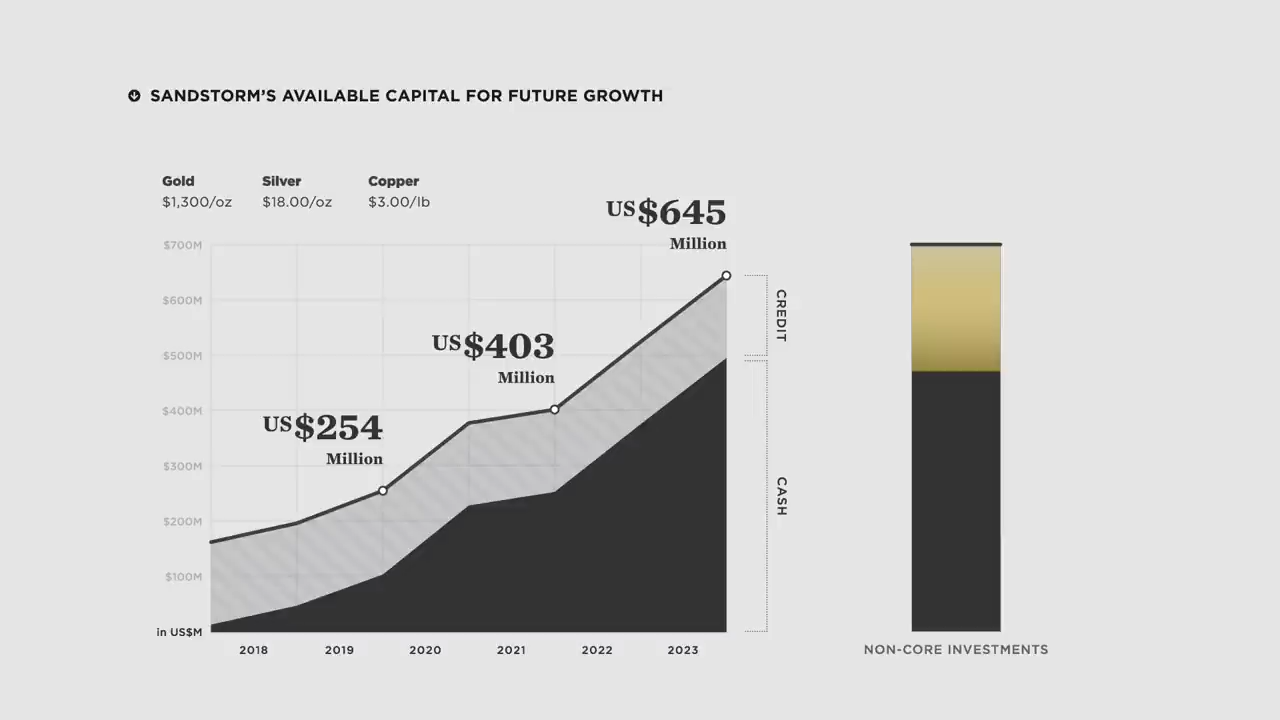 SANDSTORM'S AVAILABLE CAPITAL FOR FUTURE GROWTH
Gold Silver Copper
$1,300/oz $18.00/oz $3.00/lb
US$645
Million
$700M
$600M
CREDIT
US$403
Million
$500M
$400M
US$254
Million
$300M
CASH
$200M
$100M
in US$M
2018 2019 2020 2021 2022 2023
NON-CORE INVESTMENTS